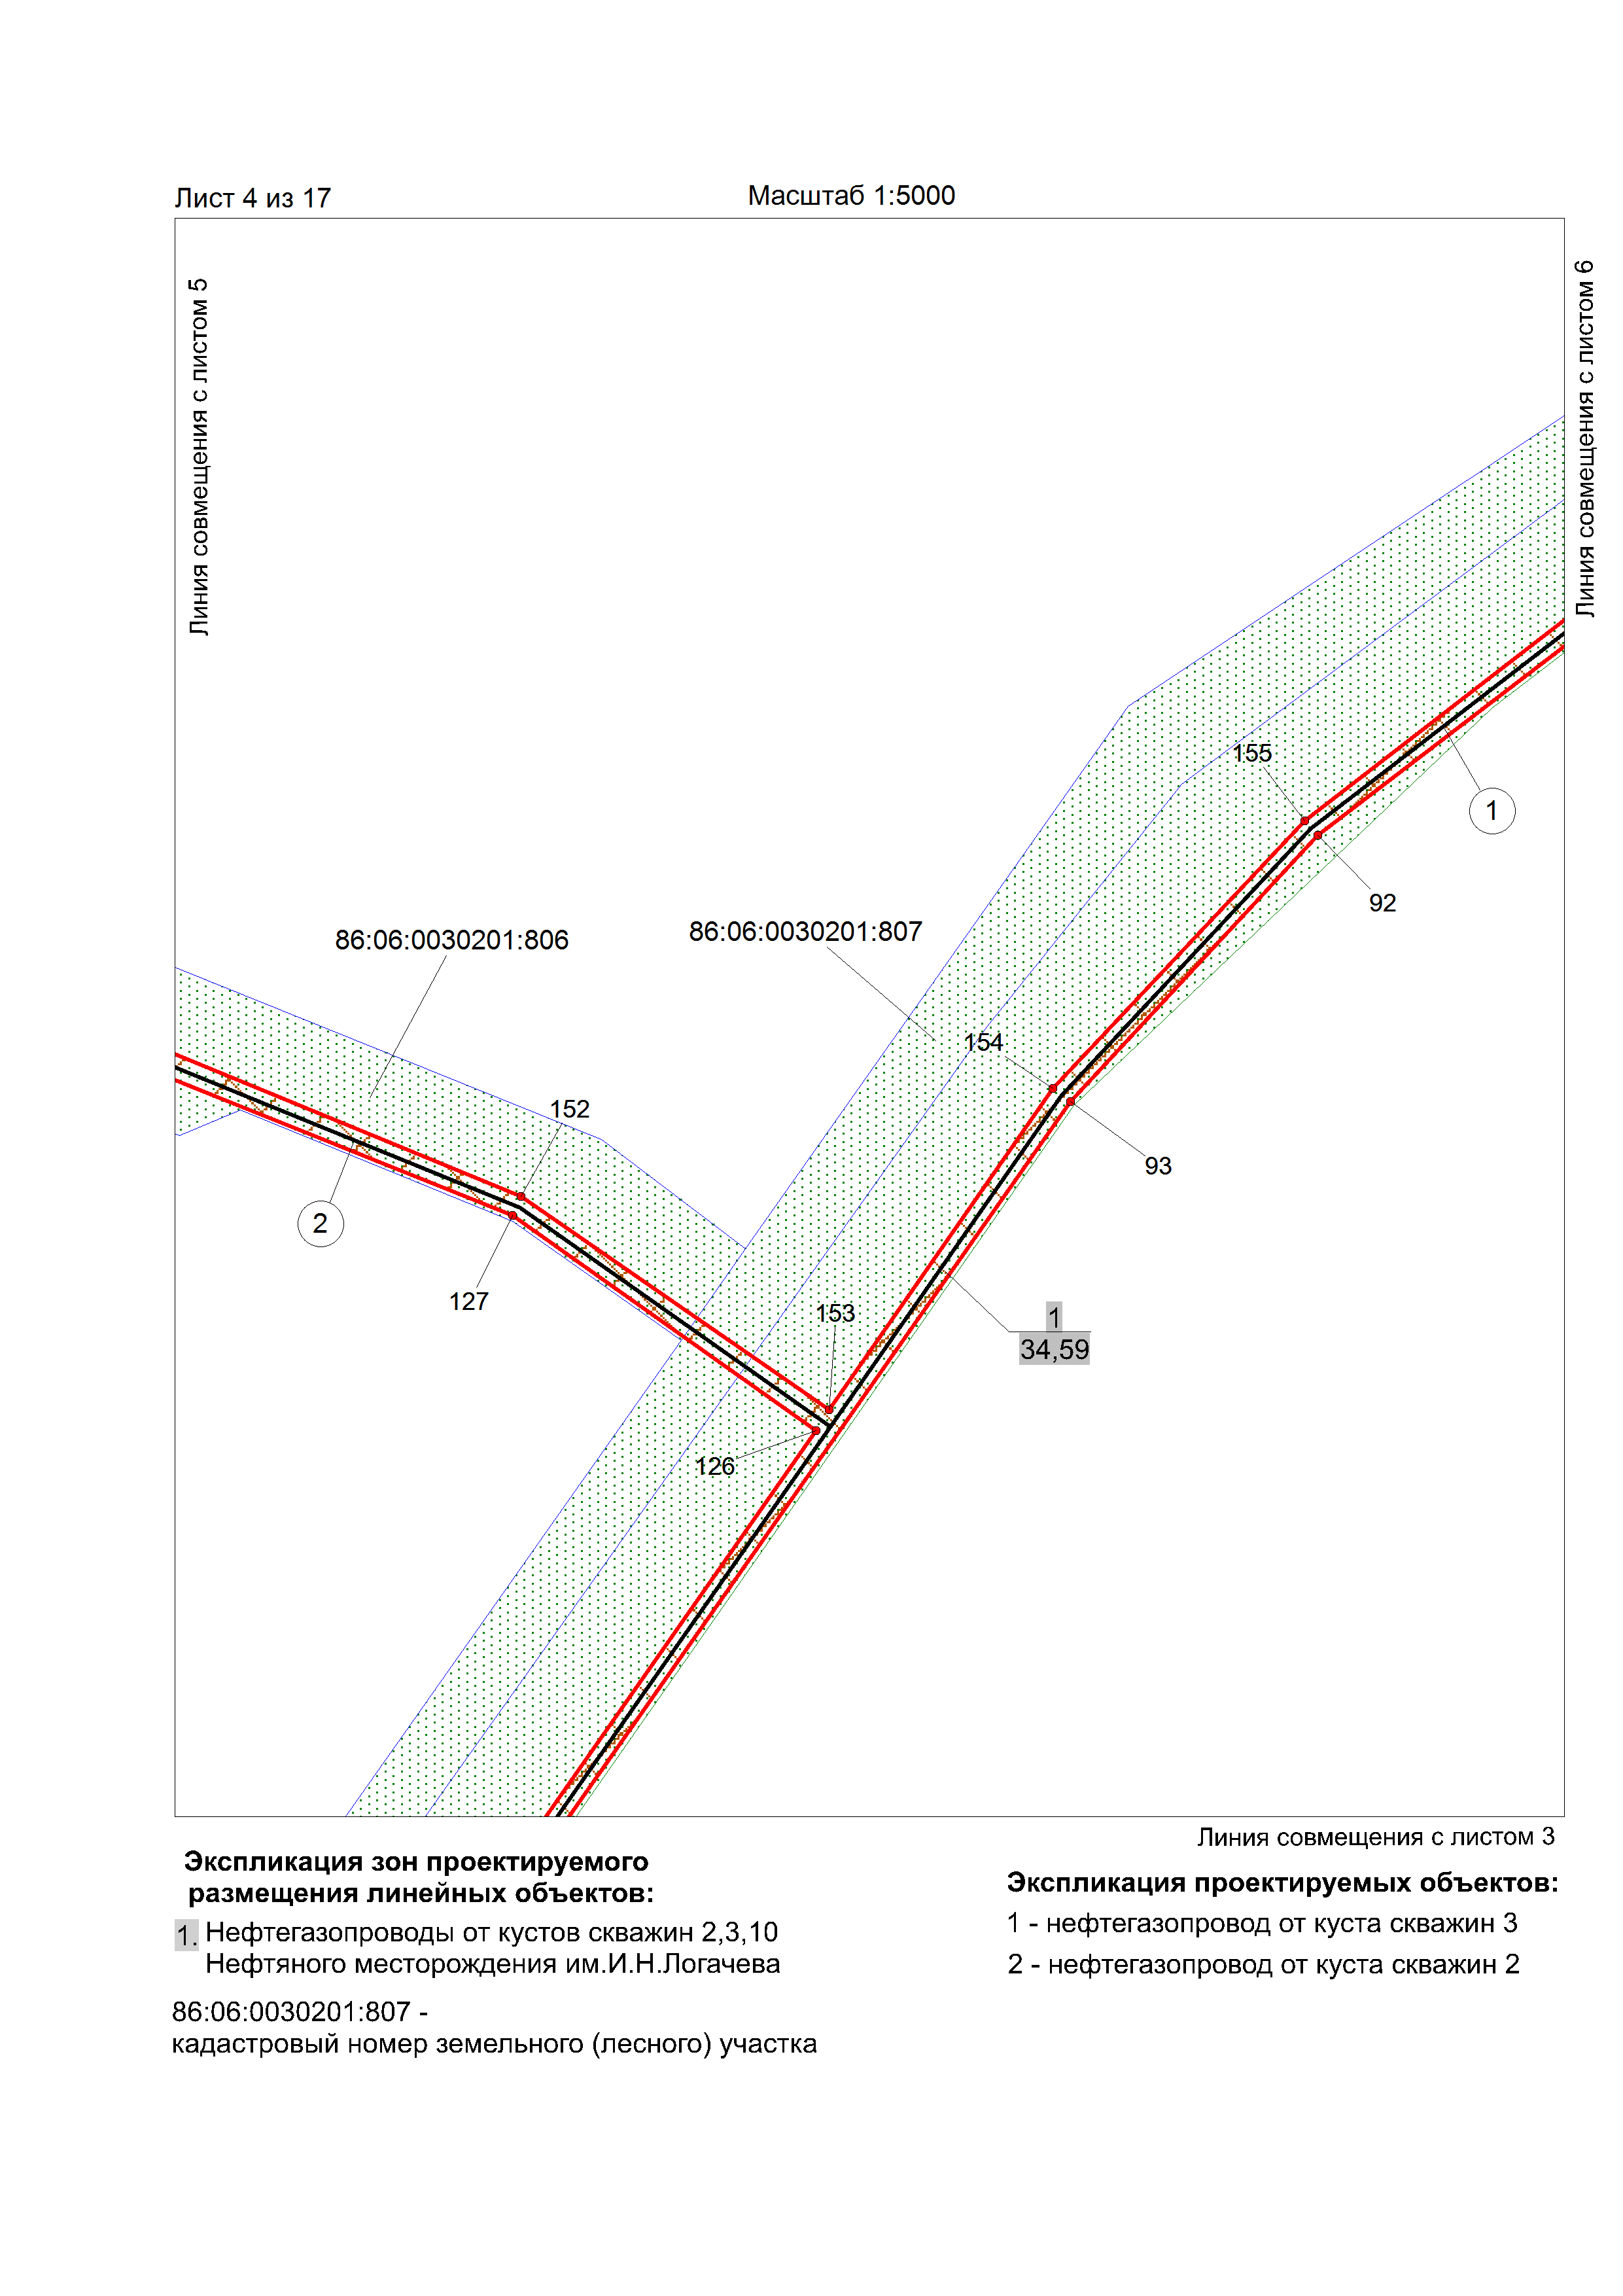 Лист 4 из 17
Масштаб 1:5000
Линия совмещения с листом 5
Линия совмещения с листом 6
155
1
92
86:06:0030201:806
86:06:0030201:807
154
152
93
2
127
153
1
34,59
126
Линия совмещения с листом 3
Экспликация зон проектируемого
размещения линейных объектов:
1. Нефтегазопроводы от кустов скважин 2,3,10
Нефтяного месторождения им.И.Н.Логачева
86:06:0030201:807 -
кадастровый номер земельного (лесного) участка
Экспликация проектируемых объектов:
1 - нефтегазопровод от куста скважин 3
2 - нефтегазопровод от куста скважин 2